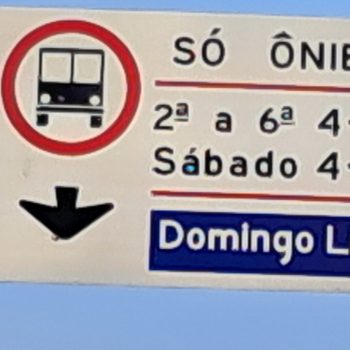 SÓ ÔNIB
2ª a 6ª 4
Sábado 4
Domingo L